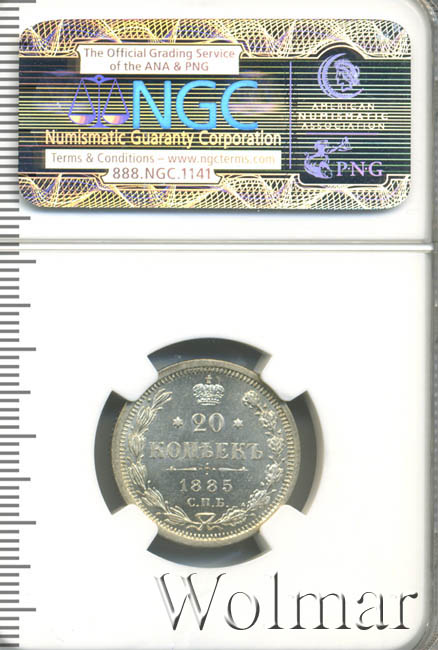 The Official Grading Service
of the ANA & PNG
NGC
Numismatic Guaranty Corporation
Terms & Conditions – www.ngcterms.com
888.NGC.1141
AMERICAN
NUMISMATIC
ASSOCIATION
PNG
* 20 *
КОПѢЕКЪ
1885
С.П.Б.
Wolmar